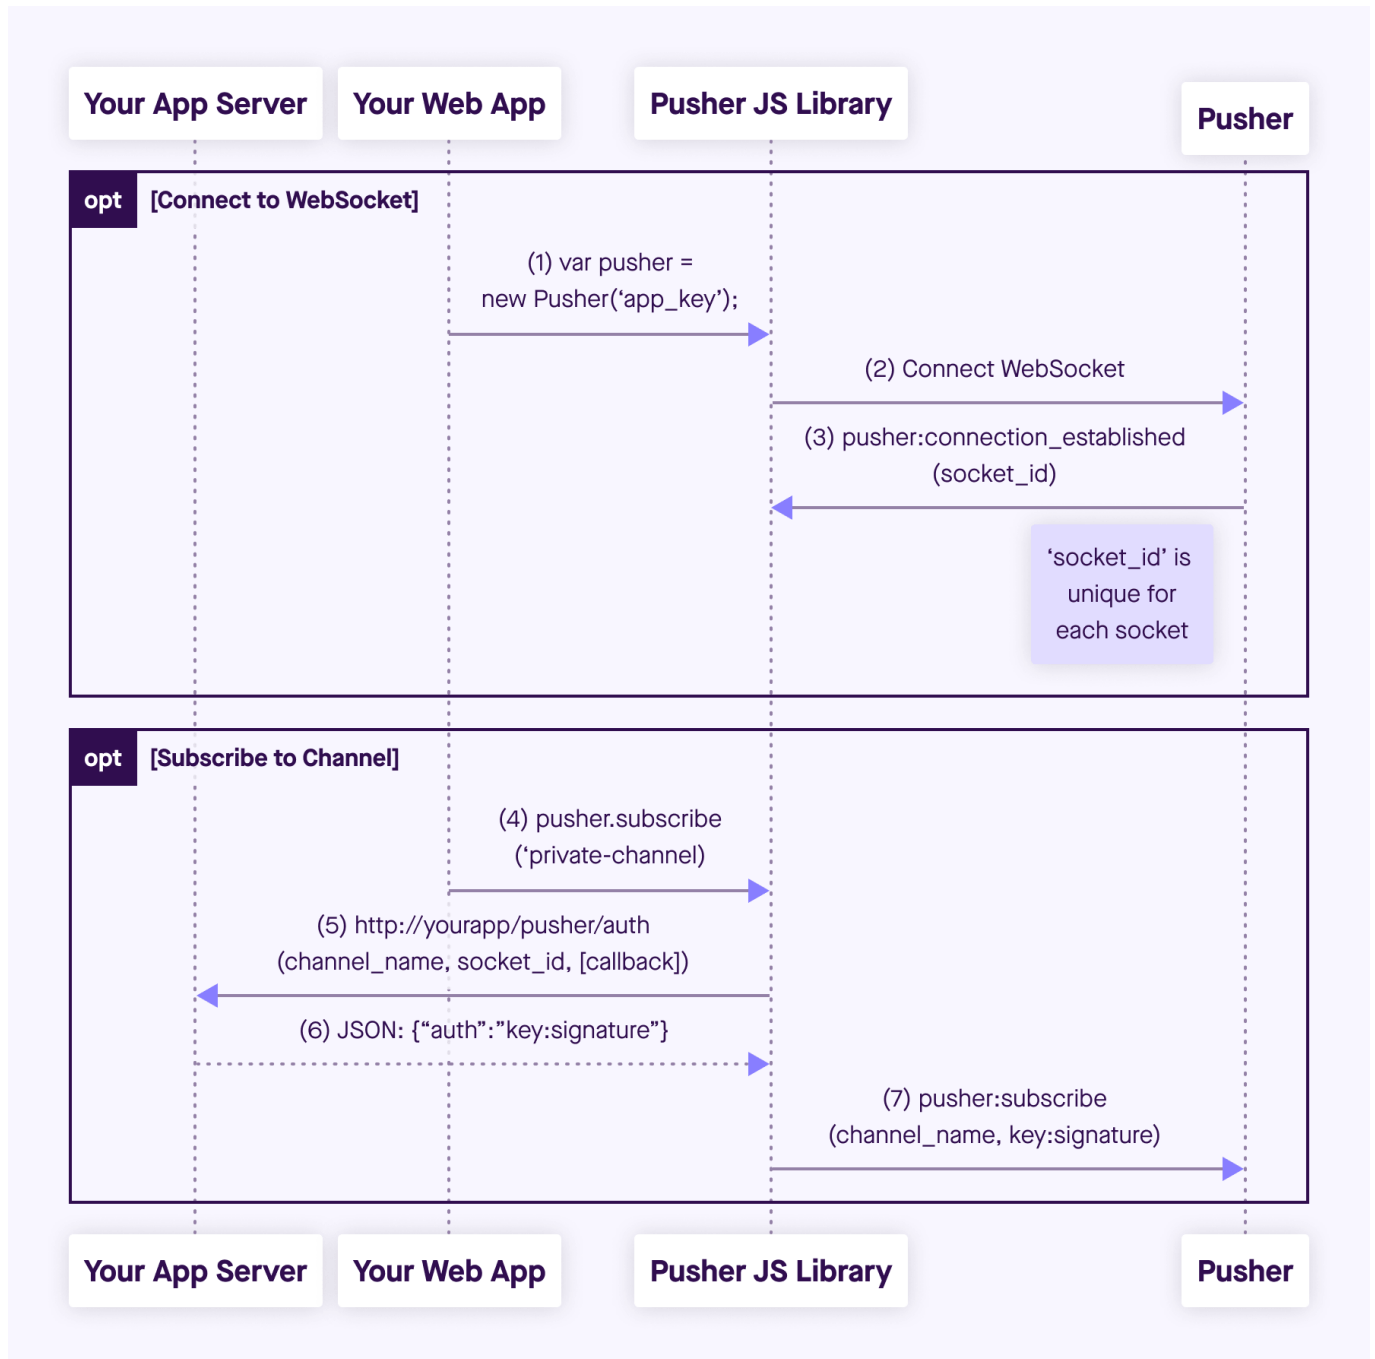 Your App Server
Your Web App
Pusher JS Library
Pusher
opt
[Connect to WebSocket]
(1) var pusher =
new Pusher(‘app_key’);
(2) Connect WebSocket
(3) pusher:connection_established
(socket_id)
‘socket_id’ is
unique for
each socket
opt
[Subscribe to Channel]
(4) pusher.subscribe
(‘private-channel)
(5) http://yourapp/pusher/auth
(channel_name, socket_id, [callback])
(6) JSON: {“auth”:”key:signature”}
(7) pusher:subscribe
(channel_name, key:signature)
Your App Server
Your Web App
Pusher JS Library
Pusher